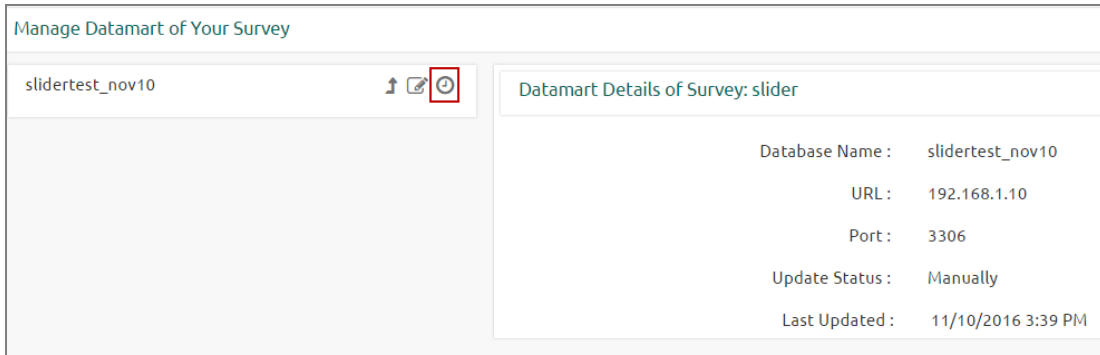 Manage Datamart of Your Survey
slidertest_nov10
Datamart Details of Survey: slider
Database Name : slidertest_nov10
URL : 192.168.1.10
Port : 3306
Update Status : Manually
Last Updated : 11/10/2016 3:39 PM